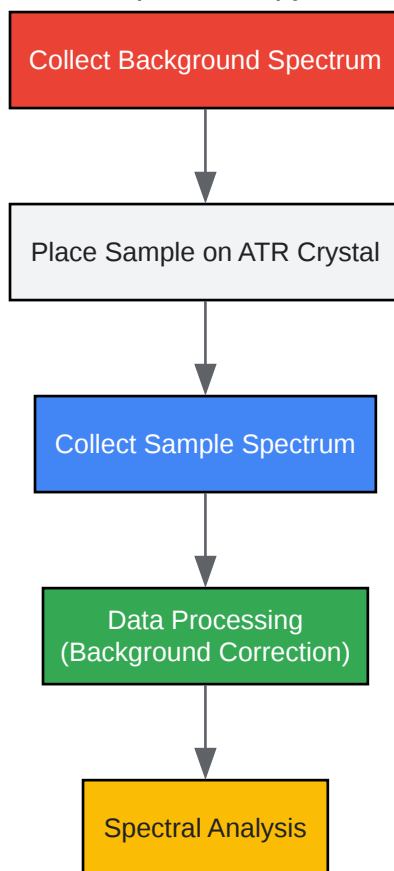 Collect Background Spectrum
Place Sample on ATR Crystal
Collect Sample Spectrum
Data Processing
(Background Correction)
Spectral Analysis